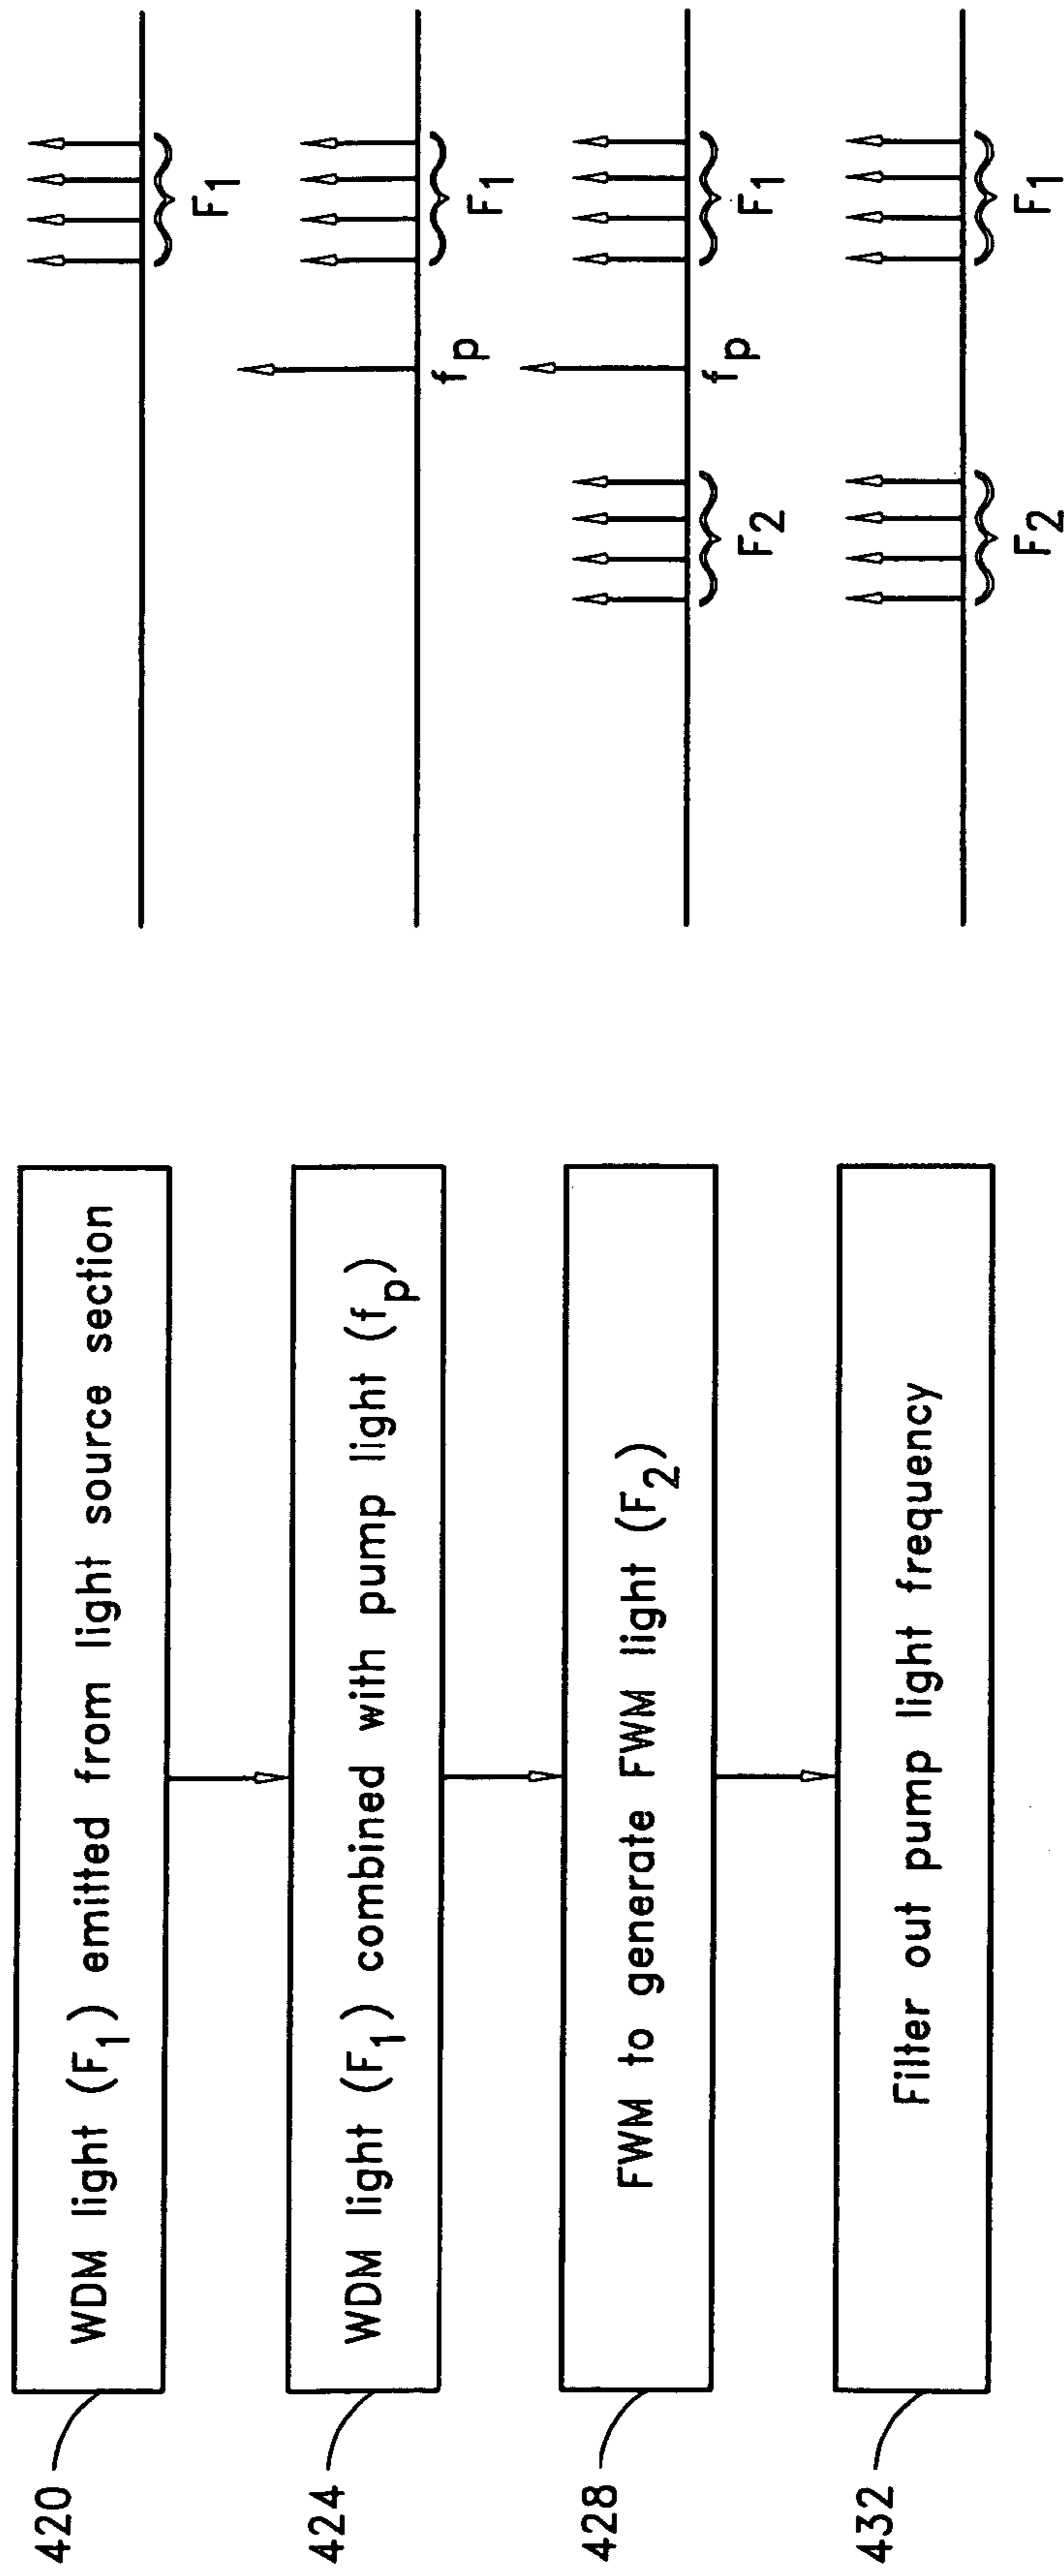 420
WDM light (F1) emitted from light source section
F1
424
WDM light (F1) combined with pump light (fp)
fp
F1
428
FWM to generate FWM light (F2)
F2
fp
F1
432
Filter out pump light frequency
F2
F1